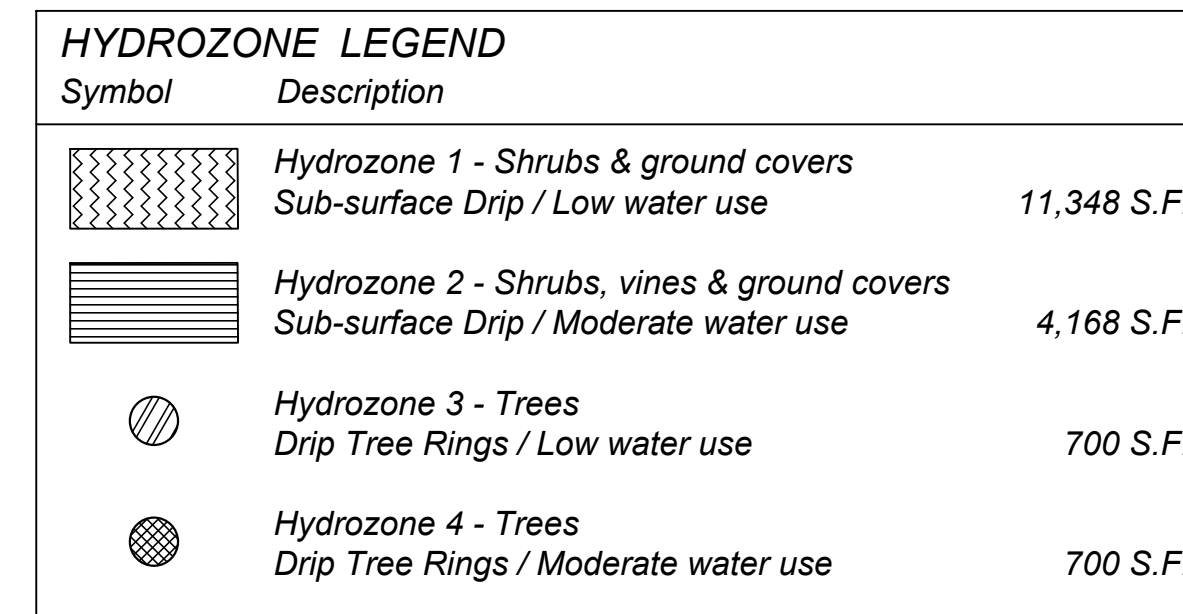 HYDROZONE LEGEND
Symbol Description
Hydrozone 1 - Shrubs & ground covers
Sub-surface Drip / Low water use 11,348 S.F.
Hydrozone 2 - Shrubs, vines & ground covers
Sub-surface Drip / Moderate water use 4,168 S.F.
Hydrozone 3 - Trees
Drip Tree Rings / Low water use 700 S.F.
Hydrozone 4 - Trees
Drip Tree Rings / Moderate water use 700 S.F.